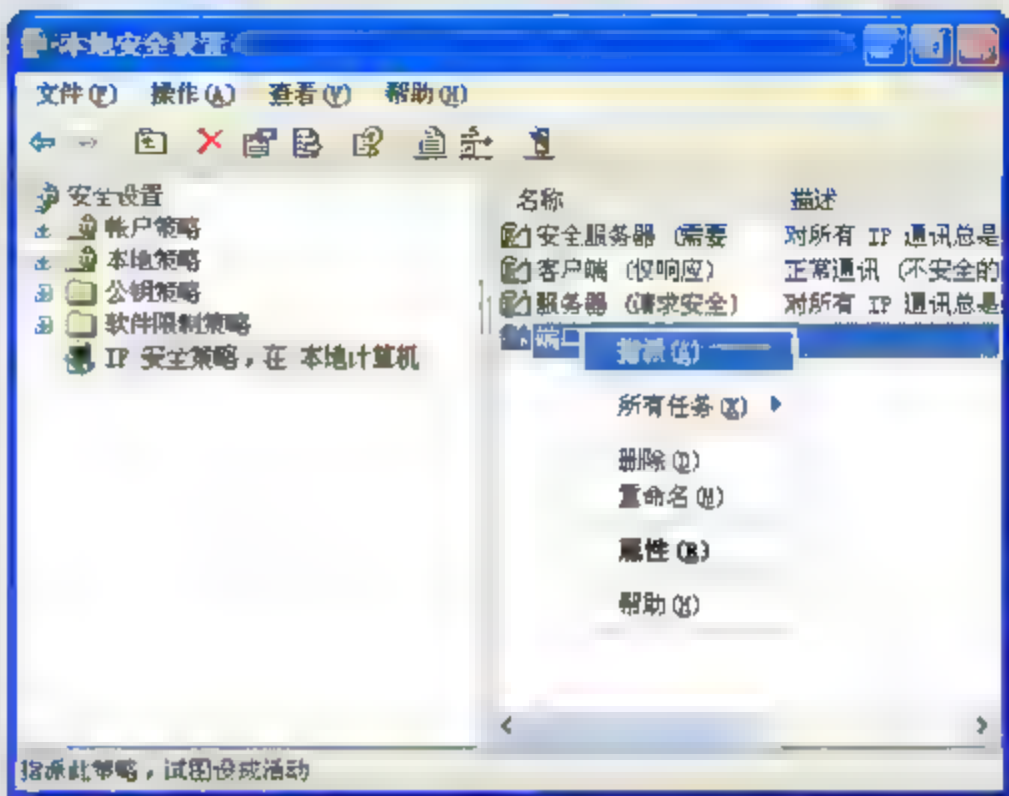 本地安全设置
文件(F) 操作(A) 查看(V) 帮助(H)
安全设置
帐户策略
本地策略
公钥策略
软件限制策略
IP 安全策略，在 本地计算机
名称 描述
安全服务器 (需要 对所有 IP 通讯总是
客户端 (仅响应) 正常通讯 (不安全的
服务器 (请求安全) 对所有 IP 通讯总是
端口
指派(A)
所有任务(K)
删除(D)
重命名(M)
属性(R)
帮助(H)
指派此策略，试图设成活动